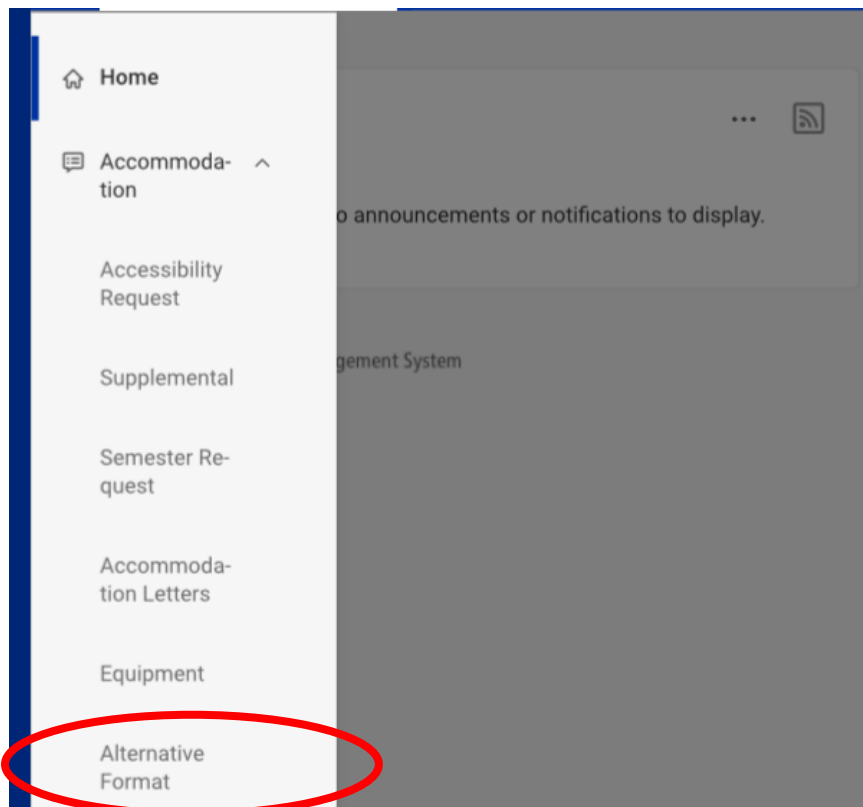 Home
Accommoda-
tion
o announcements or notifications to display.
Accessibility
Request
gement System
Supplemental
Semester Re-
quest
Accommoda-
tion Letters
Equipment
Alternative
Format